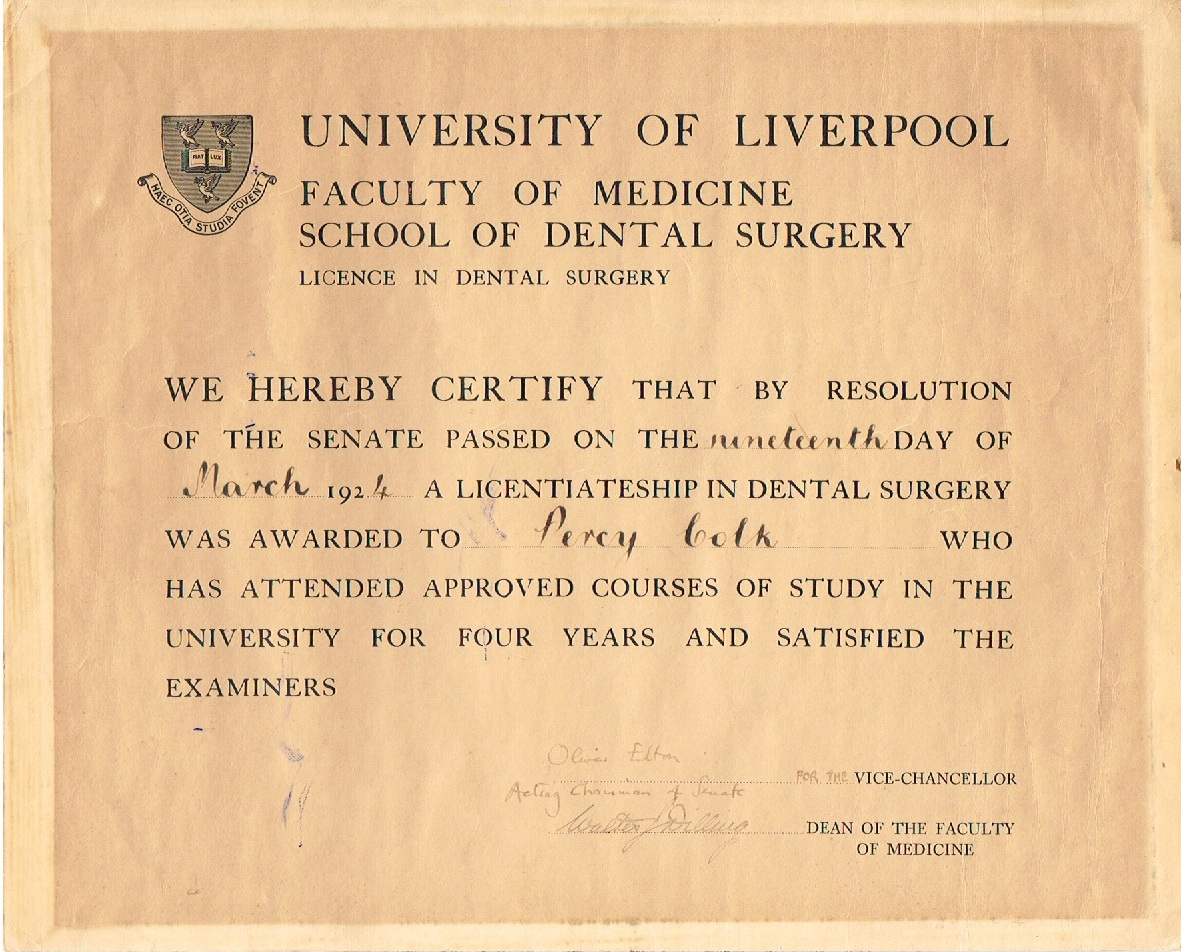 UNIVERSITY OF LIVERPOOL
FACULTY OF MEDICINE
SCHOOL OF DENTAL SURGERY
LICENCE IN DENTAL SURGERY
FIAT LUX
HAEC OTIA STUDIA FOVENT
WE HEREBY CERTIFY THAT BY RESOLUTION
OF THE SENATE PASSED ON THE nineteenth DAY OF
March 1924 A LICENTIATESHIP IN DENTAL SURGERY
WAS AWARDED TO Percy Colk WHO
HAS ATTENDED APPROVED COURSES OF STUDY IN THE
UNIVERSITY FOR FOUR YEARS AND SATISFIED THE
EXAMINERS
Oliver Elton
FOR THE VICE-CHANCELLOR
Acting Chairman of Senate
Walter J Dilling DEAN OF THE FACULTY
OF MEDICINE